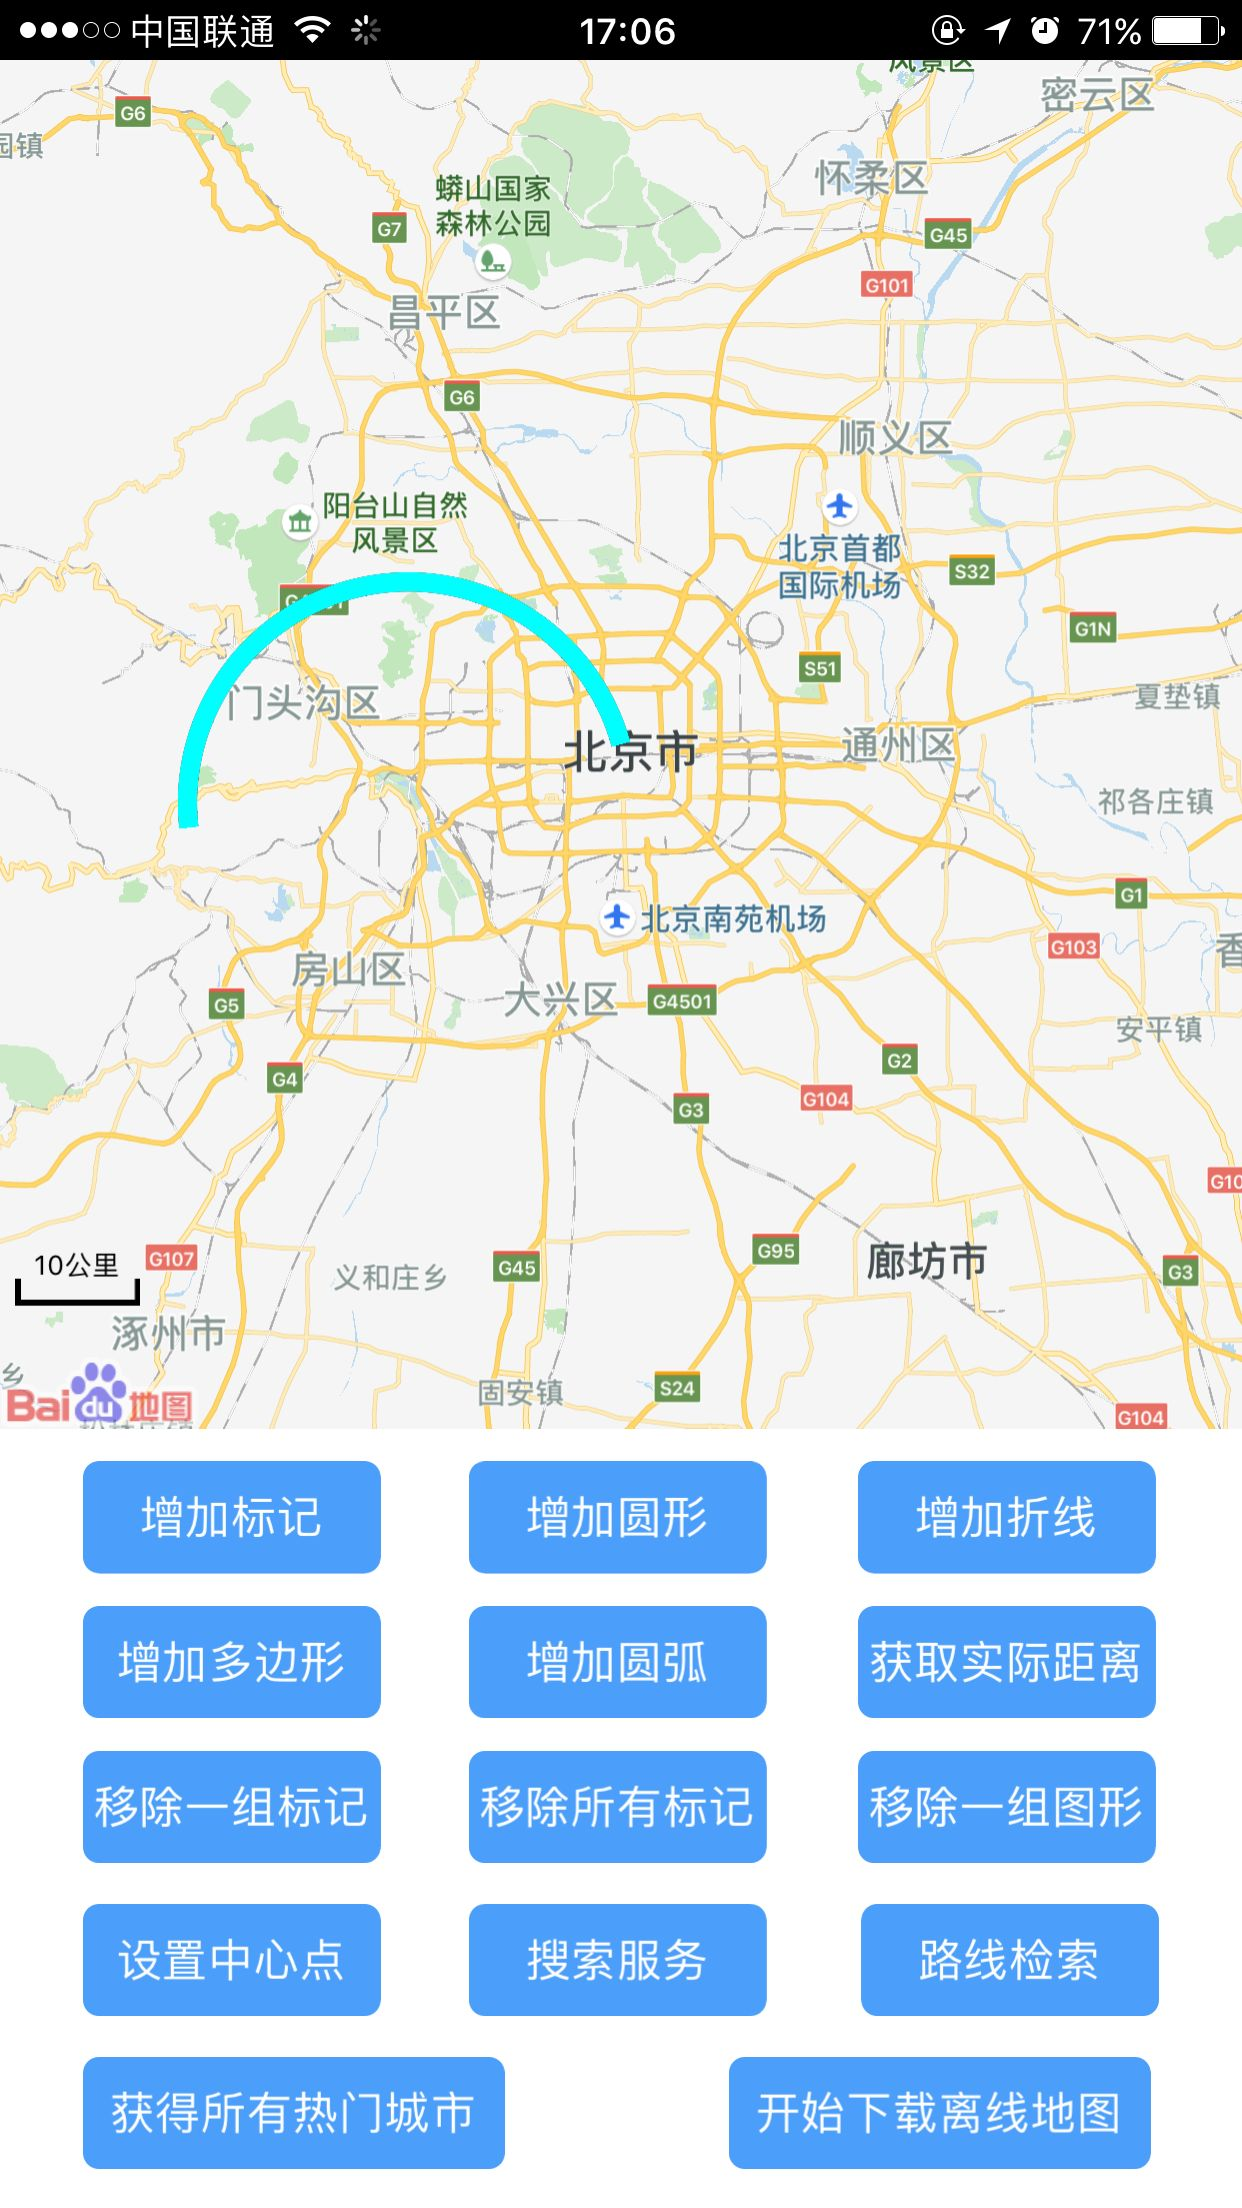 中国联通 17:06 71%
风景区
密云区
G6
园镇
怀柔区
蟒山国家
森林公园
G7
G45
G101
昌平区
G6
顺义区
阳台山自然
风景区
北京首都
国际机场
S32
G1N
S51
门头沟区
夏垫镇
北京市
通州区
祁各庄镇
G1
北京南苑机场
G103
香
房山区
大兴区
G4501
G5
安平镇
G2
G4
G104
G3
G10
G95
10公里
G107
义和庄乡
G45
廊坊市
G3
涿州市
乡
固安镇
S24
Bai du 地图
G104
增加标记 增加圆形 增加折线
增加多边形 增加圆弧 获取实际距离
移除一组标记 移除所有标记 移除一组图形
设置中心点 搜索服务 路线检索
获得所有热门城市 开始下载离线地图